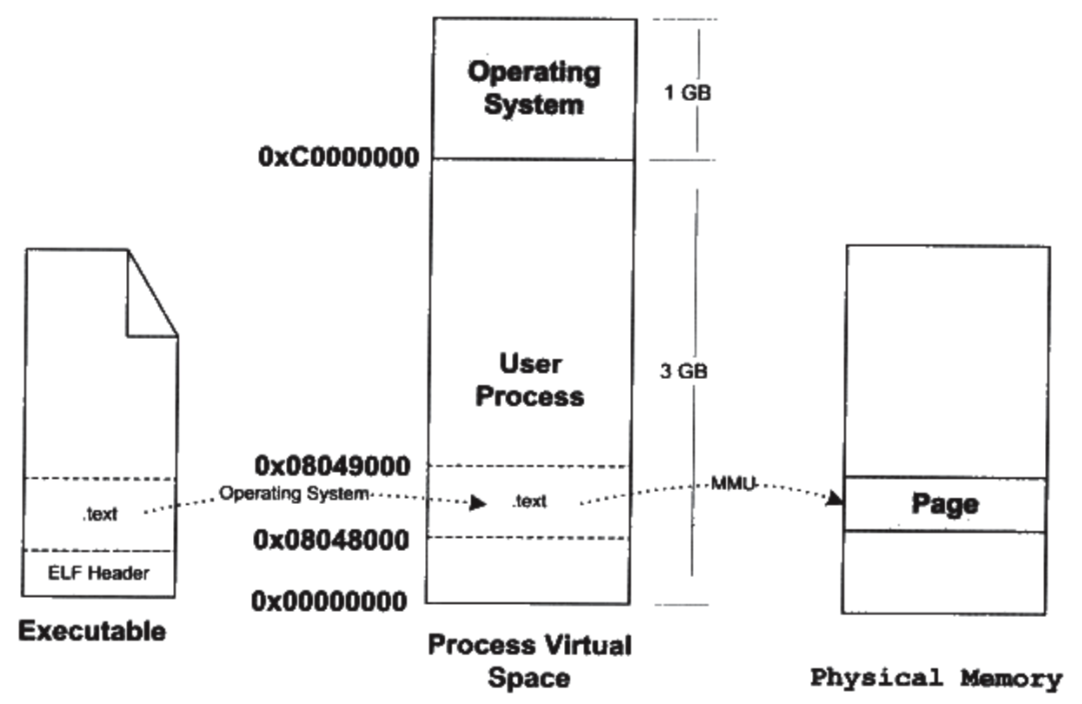 Operating
System
1 GB
0xC0000000
User
Process
3 GB
0x08049000
Operating System
.text
MMU
Page
.text
0x08048000
ELF Header
0x00000000
Executable
Process Virtual
Space
Physical Memory